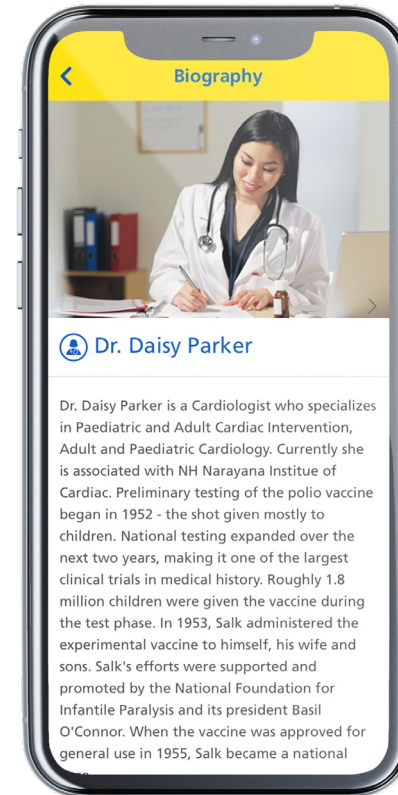 Biography
Dr. Daisy Parker
Dr. Daisy Parker is a Cardiologist who specializes
in Paediatric and Adult Cardiac Intervention,
Adult and Paediatric Cardiology. Currently she
is associated with NH Narayana Institue of
Cardiac. Preliminary testing of the polio vaccine
began in 1952 - the shot given mostly to
children. National testing expanded over the
next two years, making it one of the largest
clinical trials in medical history. Roughly 1.8
million children were given the vaccine during
the test phase. In 1953, Salk administered the
experimental vaccine to himself, his wife and
sons. Salk's efforts were supported and
promoted by the National Foundation for
Infantile Paralysis and its president Basil
O'Connor. When the vaccine was approved for
general use in 1955, Salk became a national